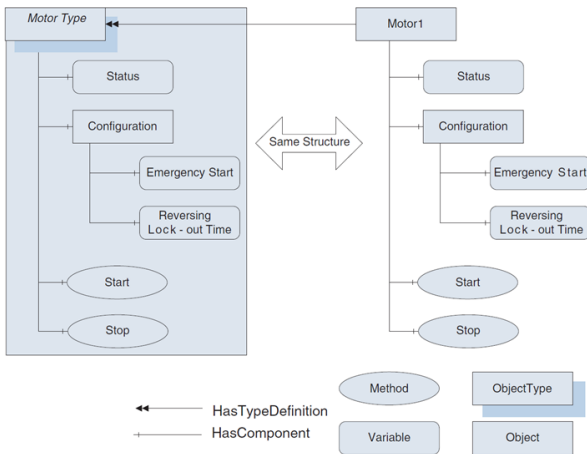 Motor Type
Motor1
Status
Status
Configuration
Configuration
Same Structure
Emergency Start
Emergency Start
Reversing
Lock - out Time
Reversing
Lock - out Time
Start
Start
Stop
Stop
Method
ObjectType
HasTypeDefinition
HasComponent
Variable
Object